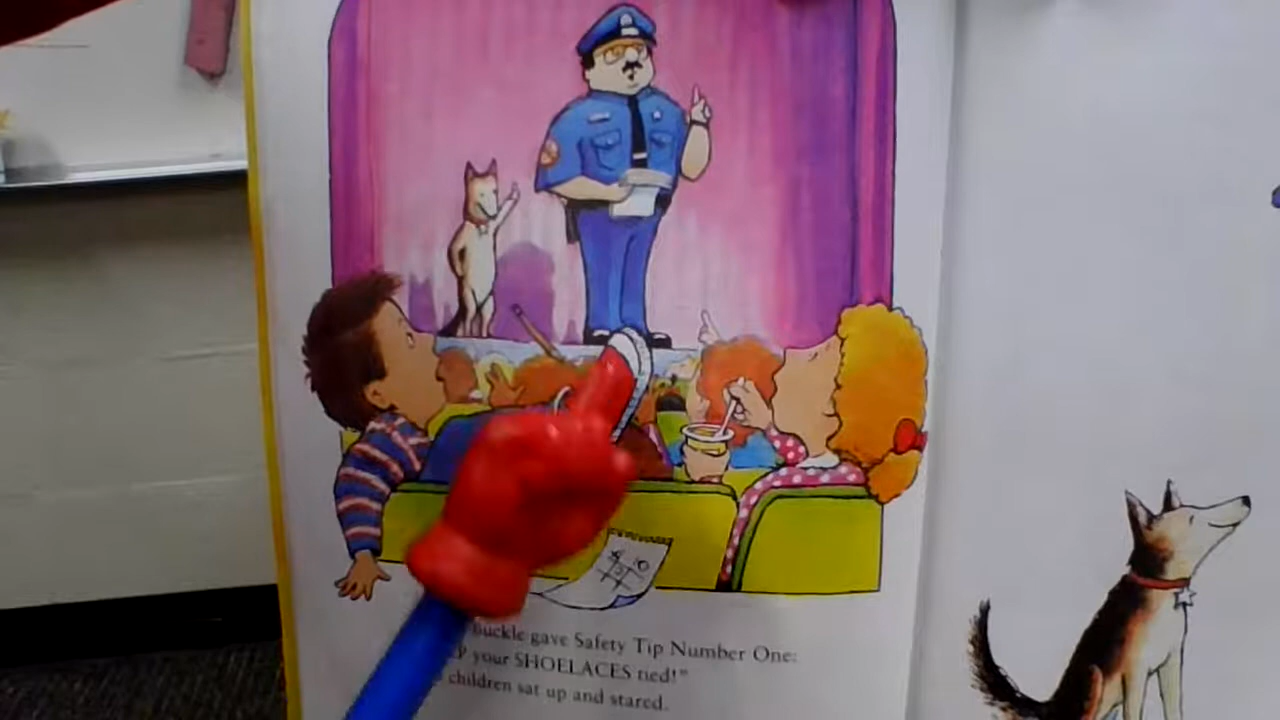 Buckle gave Safety Tip Number One:
your SHOELACES tied!"
children sat up and stared.